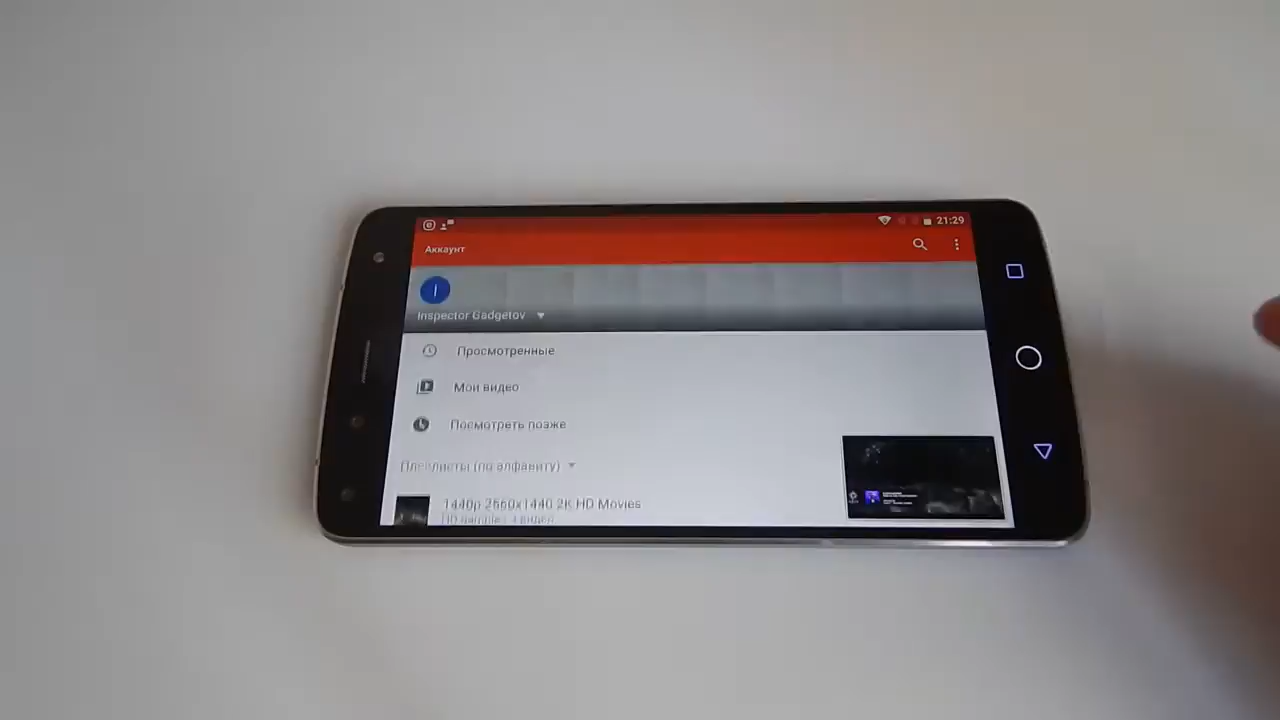 21:29
Аккаунт
I
Inspector Gadgetov
Просмотренные
Мои видео
Посмотреть позже
Плейлисты (по алфавиту)
1440p 2560x1440 2K HD Movies